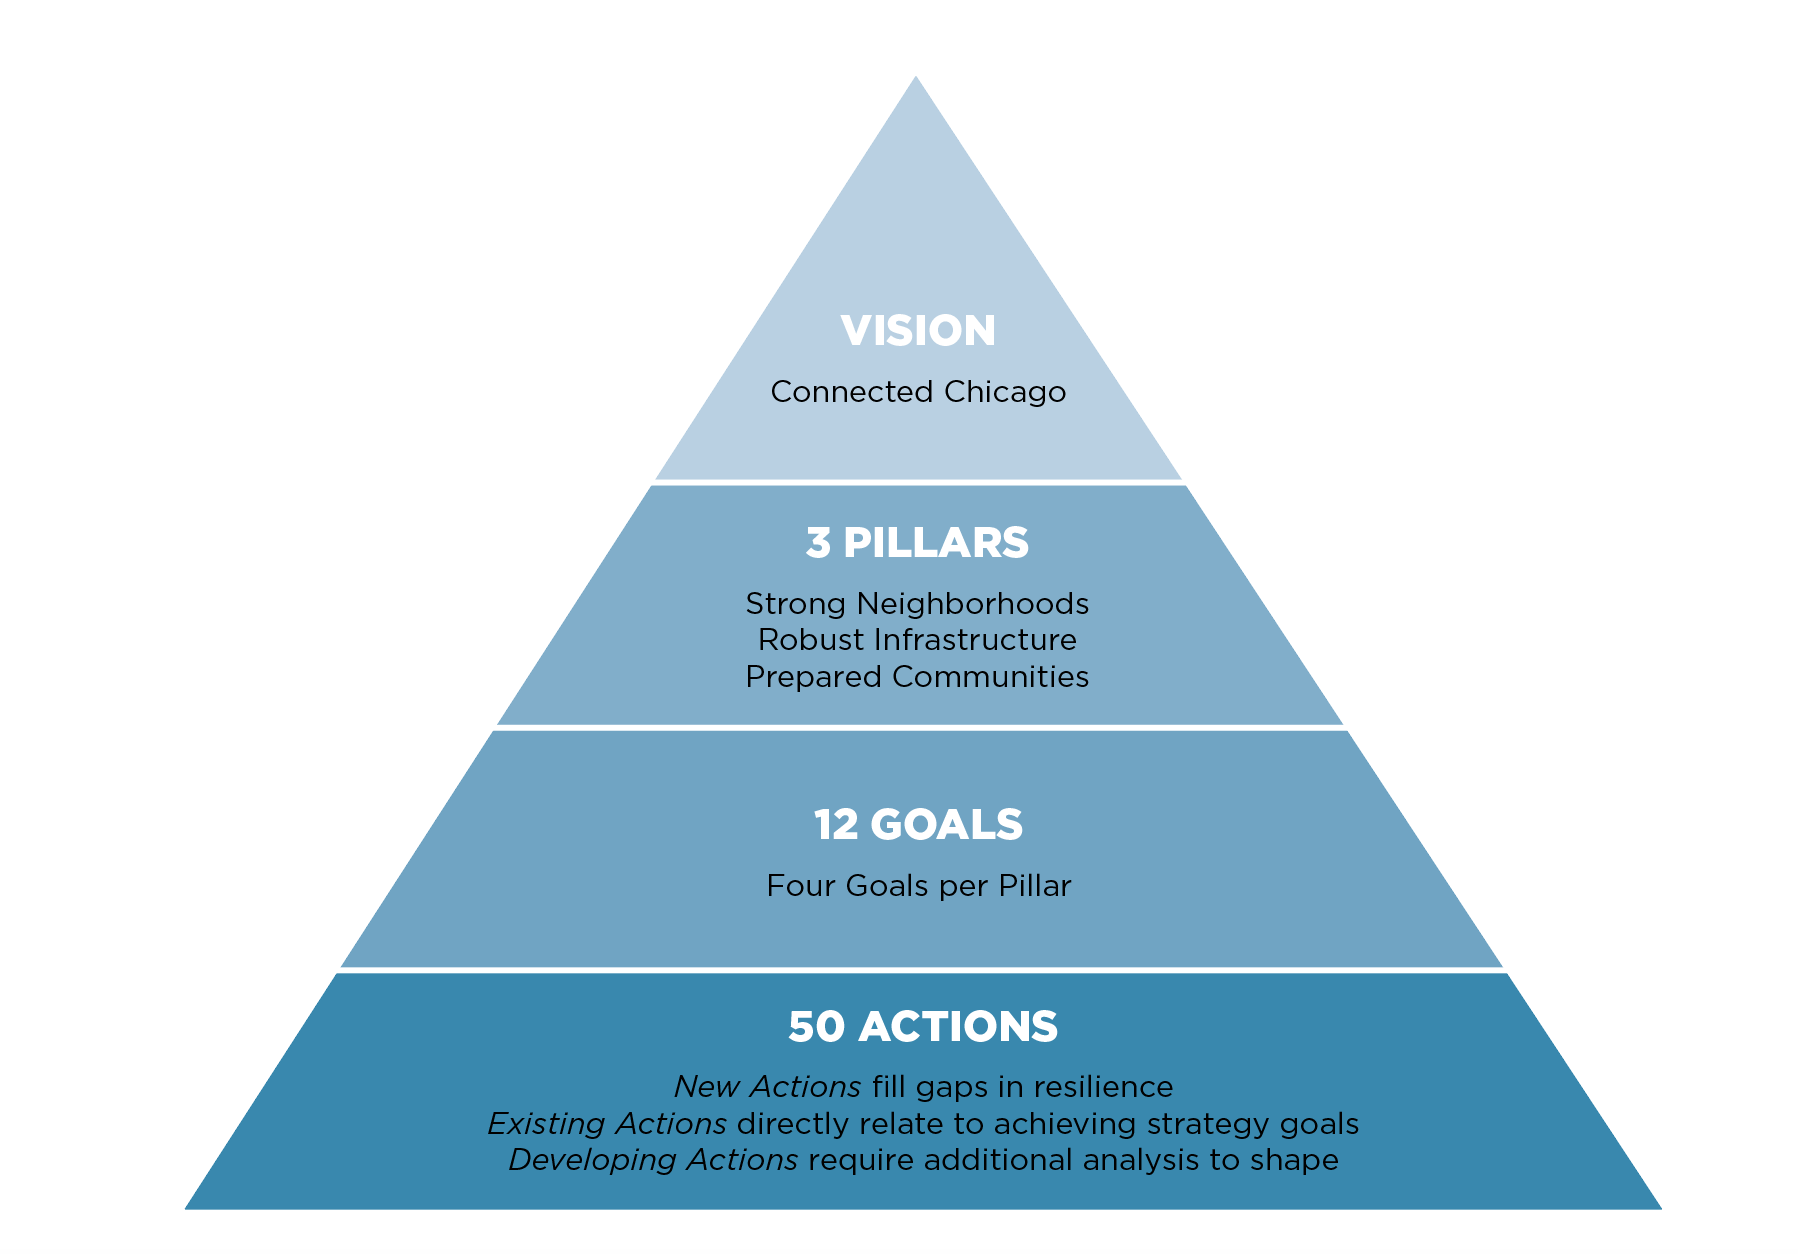 VISION
Connected Chicago
3 PILLARS
Strong Neighborhoods
Robust Infrastructure
Prepared Communities
12 GOALS
Four Goals per Pillar
50 ACTIONS
New Actions fill gaps in resilience
Existing Actions directly relate to achieving strategy goals
Developing Actions require additional analysis to shape